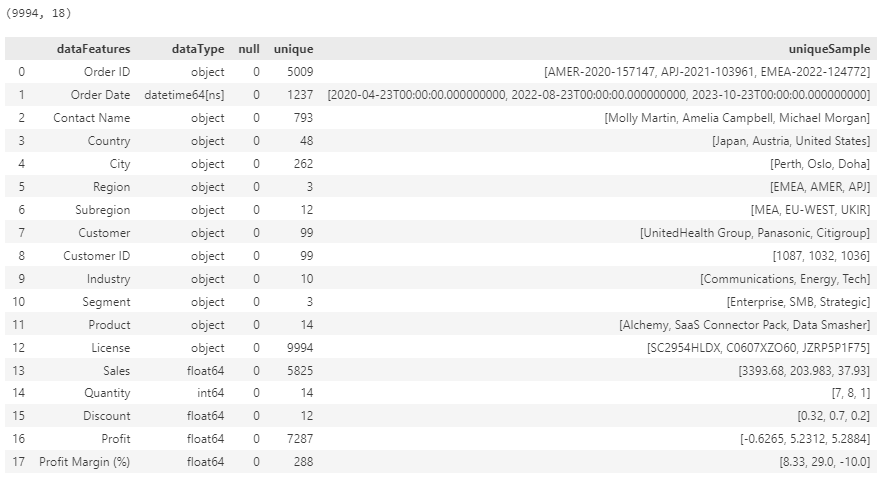 (9994, 18)
dataFeatures dataType null unique uniqueSample
0 Order ID object 0 5009 [AMER-2020-157147, APJ-2021-103961, EMEA-2022-124772]
1 Order Date datetime64[ns] 0 1237 [2020-04-23T00:00:00.000000000, 2022-08-23T00:00:00.000000000, 2023-10-23T00:00:00.000000000]
2 Contact Name object 0 793 [Molly Martin, Amelia Campbell, Michael Morgan]
3 Country object 0 48 [Japan, Austria, United States]
4 City object 0 262 [Perth, Oslo, Doha]
5 Region object 0 3 [EMEA, AMER, APJ]
6 Subregion object 0 12 [MEA, EU-WEST, UKIR]
7 Customer object 0 99 [UnitedHealth Group, Panasonic, Citigroup]
8 Customer ID object 0 99 [1087, 1032, 1036]
9 Industry object 0 10 [Communications, Energy, Tech]
10 Segment object 0 3 [Enterprise, SMB, Strategic]
11 Product object 0 14 [Alchemy, SaaS Connector Pack, Data Smasher]
12 License object 0 9994 [SC2954HLDX, C0607XZO60, JZRP5P1F75]
13 Sales float64 0 5825 [3393.68, 203.983, 37.93]
14 Quantity int64 0 14 [7, 8, 1]
15 Discount float64 0 12 [0.32, 0.7, 0.2]
16 Profit float64 0 7287 [-0.6265, 5.2312, 5.2884]
17 Profit Margin (%) float64 0 288 [8.33, 29.0, -10.0]